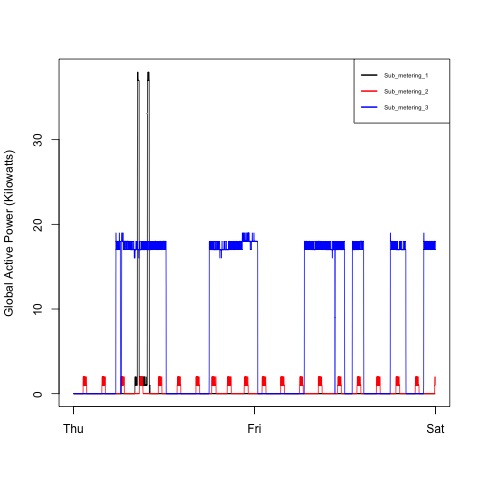 Sub_metering_1
Sub_metering_2
Sub_metering_3
Global Active Power (Kilowatts)
30
20
10
0
Thu Fri Sat